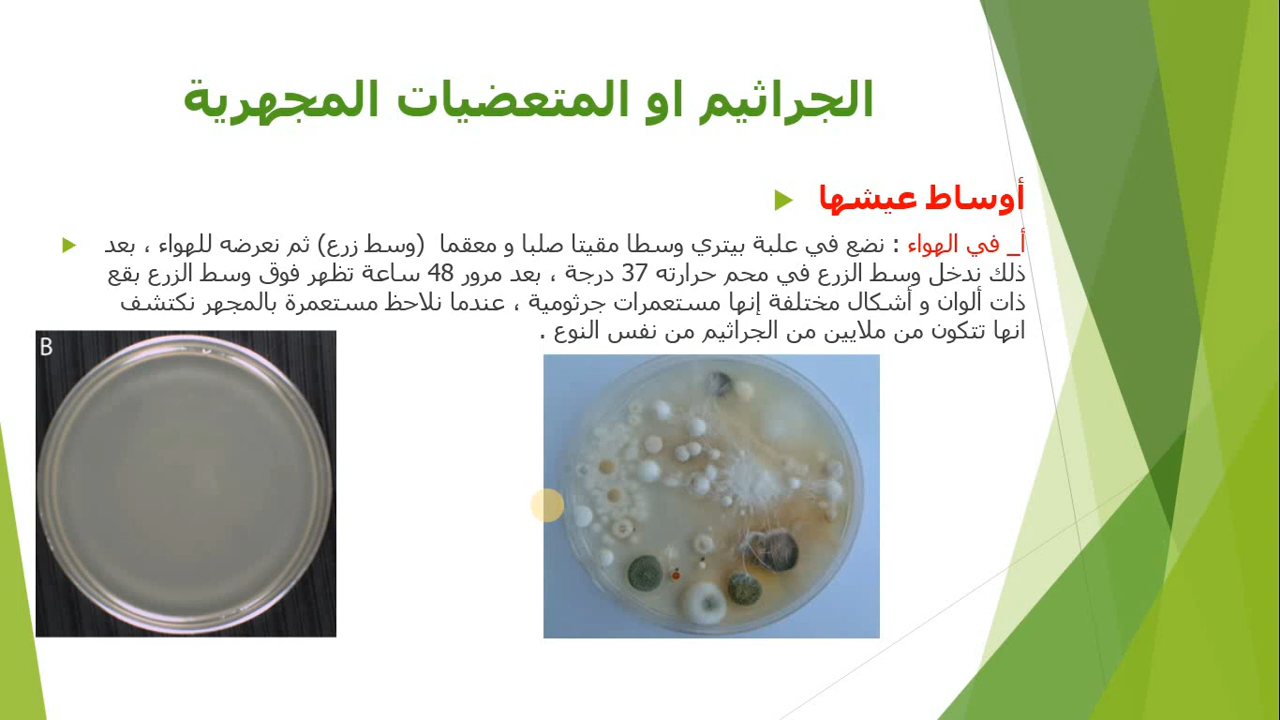 الجراثيم او المتعضيات المجهرية
أوساط عيشها
أ_ في الهواء : نضع في علبة بيتري وسطا مقيتا صلبا و معقما (وسط زرع) ثم نعرضه للهواء ، بعد
ذلك ندخل وسط الزرع في محم حرارته 37 درجة ، بعد مرور 48 ساعة تظهر فوق وسط الزرع بقع
ذات ألوان و أشكال مختلفة إنها مستعمرات جرثومية ، عندما نلاحظ مستعمرة بالمجهر نكتشف
انها تتكون من ملايين من الجراثيم من نفس النوع .
B